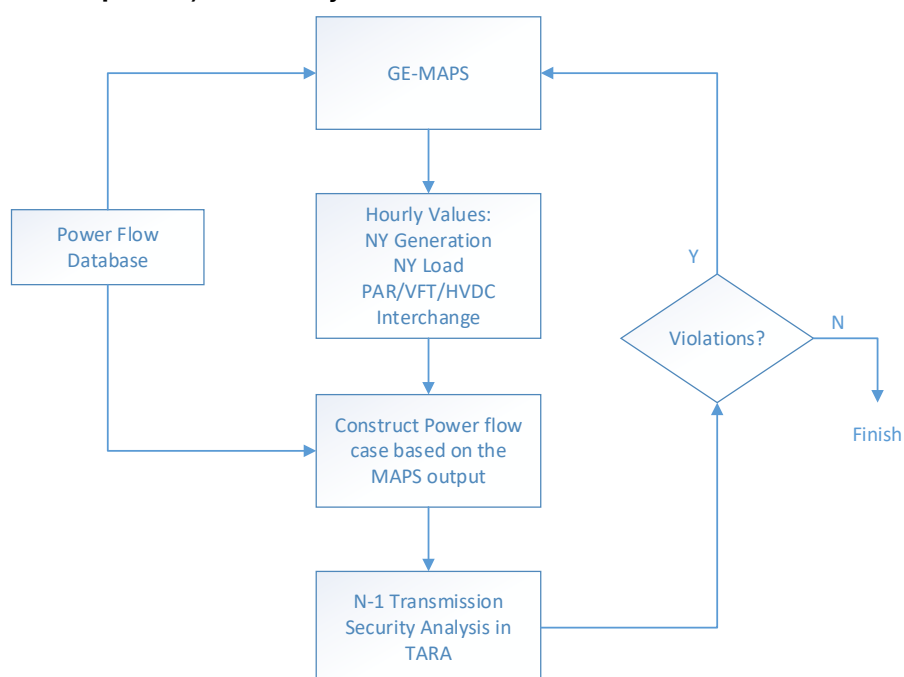 GE-MAPS
Hourly Values:
NY Generation
NY Load
PAR/VFT/HVDC
Interchange
Power Flow
Database
Y
Violations?
N
Finish
Construct Power flow
case based on the
MAPS output
N-1 Transmission
Security Analysis in
TARA